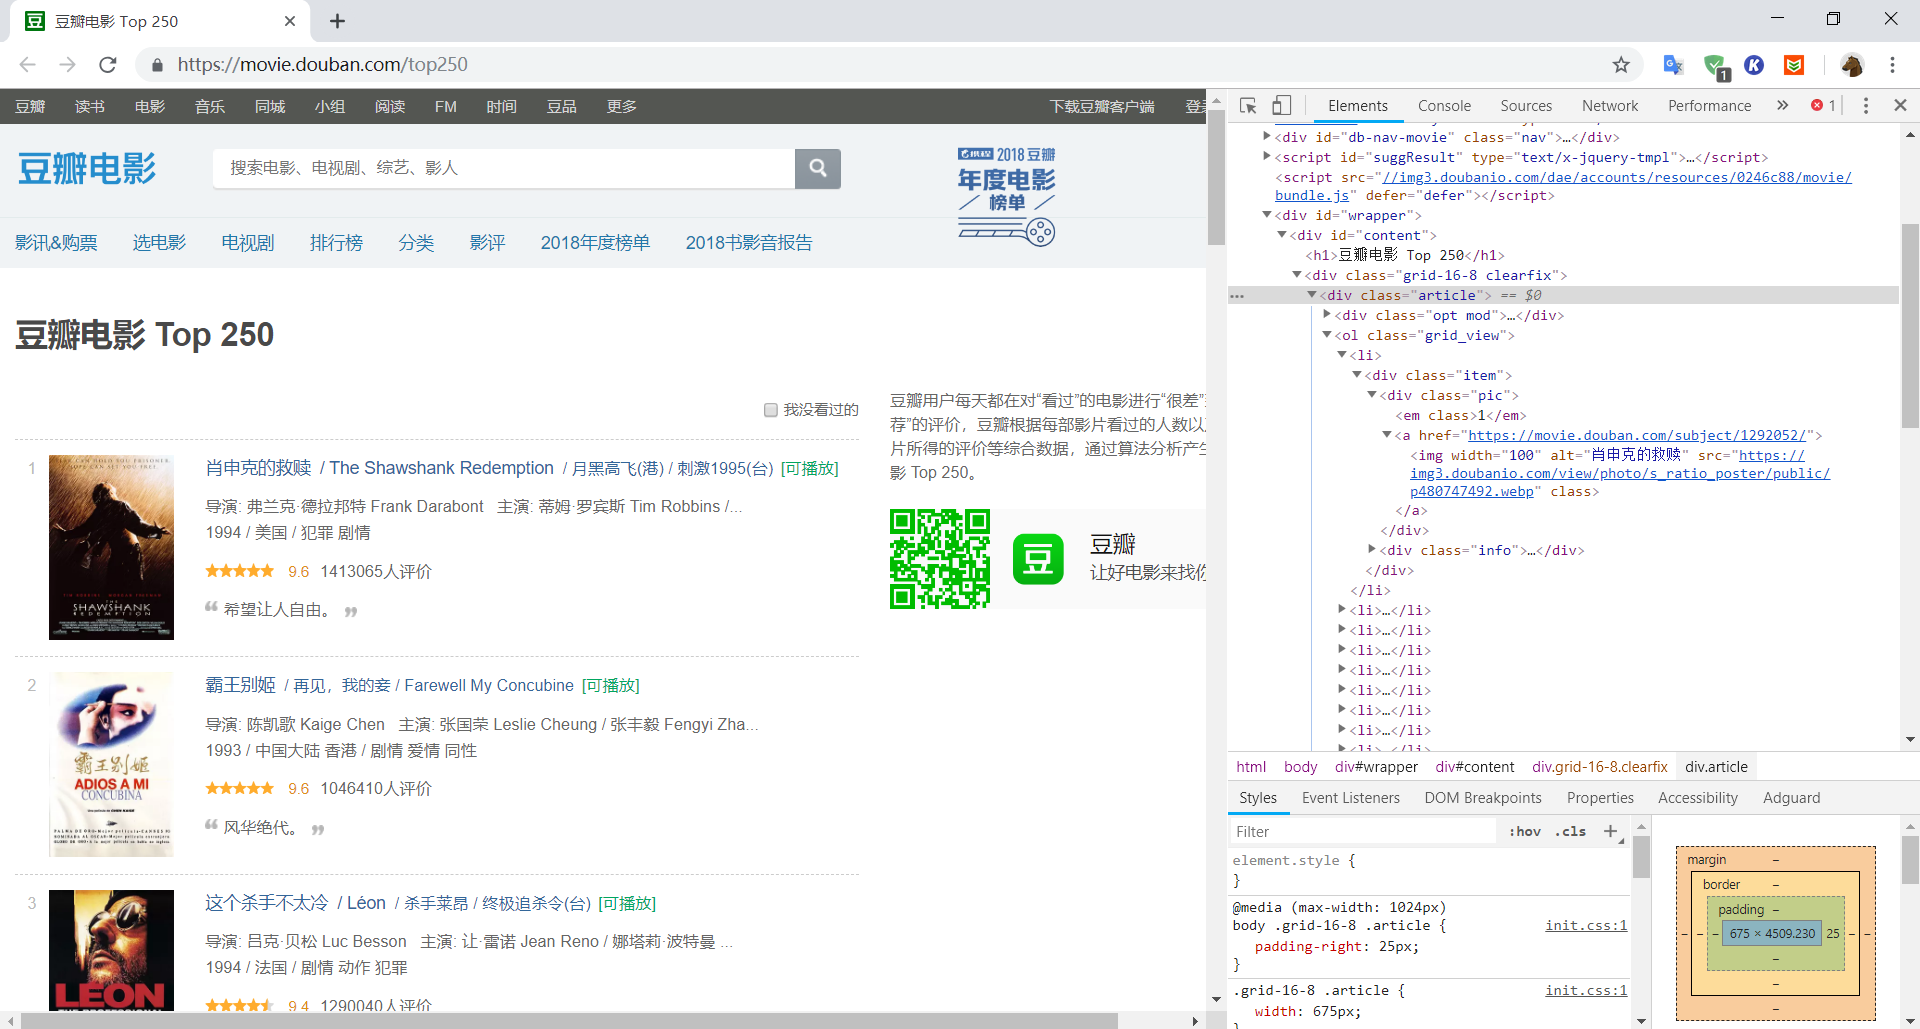 豆瓣电影 Top 250
https://movie.douban.com/top250
1
豆瓣 读书 电影 音乐 同城 小组 阅读 FM 时间 豆品 更多 下载豆瓣客户端
豆瓣电影
搜索电影、电视剧、综艺、影人
2018 豆瓣
年度电影
榜单
影讯&购票 选电影 电视剧 排行榜 分类 影评 2018年度榜单 2018书影音报告
豆瓣电影 Top 250
我没看过的
1
肖申克的救赎 / The Shawshank Redemption / 月黑高飞(港) / 刺激1995(台) [可播放]
导演: 弗兰克·德拉邦特 Frank Darabont 主演: 蒂姆·罗宾斯 Tim Robbins /...
1994 / 美国 / 犯罪 剧情
9.6 1413065人评价
希望让人自由。
THE
SHAWSHANK
REDEMPTION
2
霸王别姬 / 再见，我的妾 / Farewell My Concubine [可播放]
导演: 陈凯歌 Kaige Chen 主演: 张国荣 Leslie Cheung / 张丰毅 Fengyi Zha...
1993 / 中国大陆 香港 / 剧情 爱情 同性
9.6 1046410人评价
风华绝代。
霸王别姬
ADIOS A MI
CONCUBINA
3
这个杀手不太冷 / Léon / 杀手莱昂 / 终极追杀令(台) [可播放]
导演: 吕克·贝松 Luc Besson 主演: 让·雷诺 Jean Reno / 娜塔莉·波特曼 ...
1994 / 法国 / 剧情 动作 犯罪
9.4 1290040人评价
LEON
豆瓣用户每天都在对“看过”的电影进行“很差”
荐”的评价，豆瓣根据每部影片看过的人数以
片所得的评价等综合数据，通过算法分析产生
影 Top 250。
豆
豆瓣
让好电影来找你
Elements Console Sources Network Performance » 1
<div id="db-nav-movie" class="nav">…</div>
<script id="suggResult" type="text/x-jquery-tmpl">…</script>
<script src="//img3.doubanio.com/dae/accounts/resources/0246c88/movie/
bundle.js" defer="defer"></script>
<div id="wrapper">
<div id="content">
<h1>豆瓣电影 Top 250</h1>
<div class="grid-16-8 clearfix">
<div class="article"> == $0
<div class="opt mod">…</div>
<ol class="grid_view">
<li>
<div class="item">
<div class="pic">
<em class>1</em>
<a href="https://movie.douban.com/subject/1292052/">
<img width="100" alt="肖申克的救赎" src="https://
img3.doubanio.com/view/photo/s_ratio_poster/public/
p480747492.webp" class>
</a>
</div>
<div class="info">…</div>
</div>
</li>
<li>…</li>
<li>…</li>
<li>…</li>
<li>…</li>
<li>…</li>
<li>…</li>
<li>…</li>
<li>…</li>
html body div#wrapper div#content div.grid-16-8.clearfix div.article
Styles Event Listeners DOM Breakpoints Properties Accessibility Adguard
Filter :hov .cls +
element.style {
}
@media (max-width: 1024px)
body .grid-16-8 .article { init.css:1
padding-right: 25px;
}
.grid-16-8 .article { init.css:1
width: 675px;
}
margin –
border –
padding –
– – – 675 × 4509.230 25 – –
–
–
–